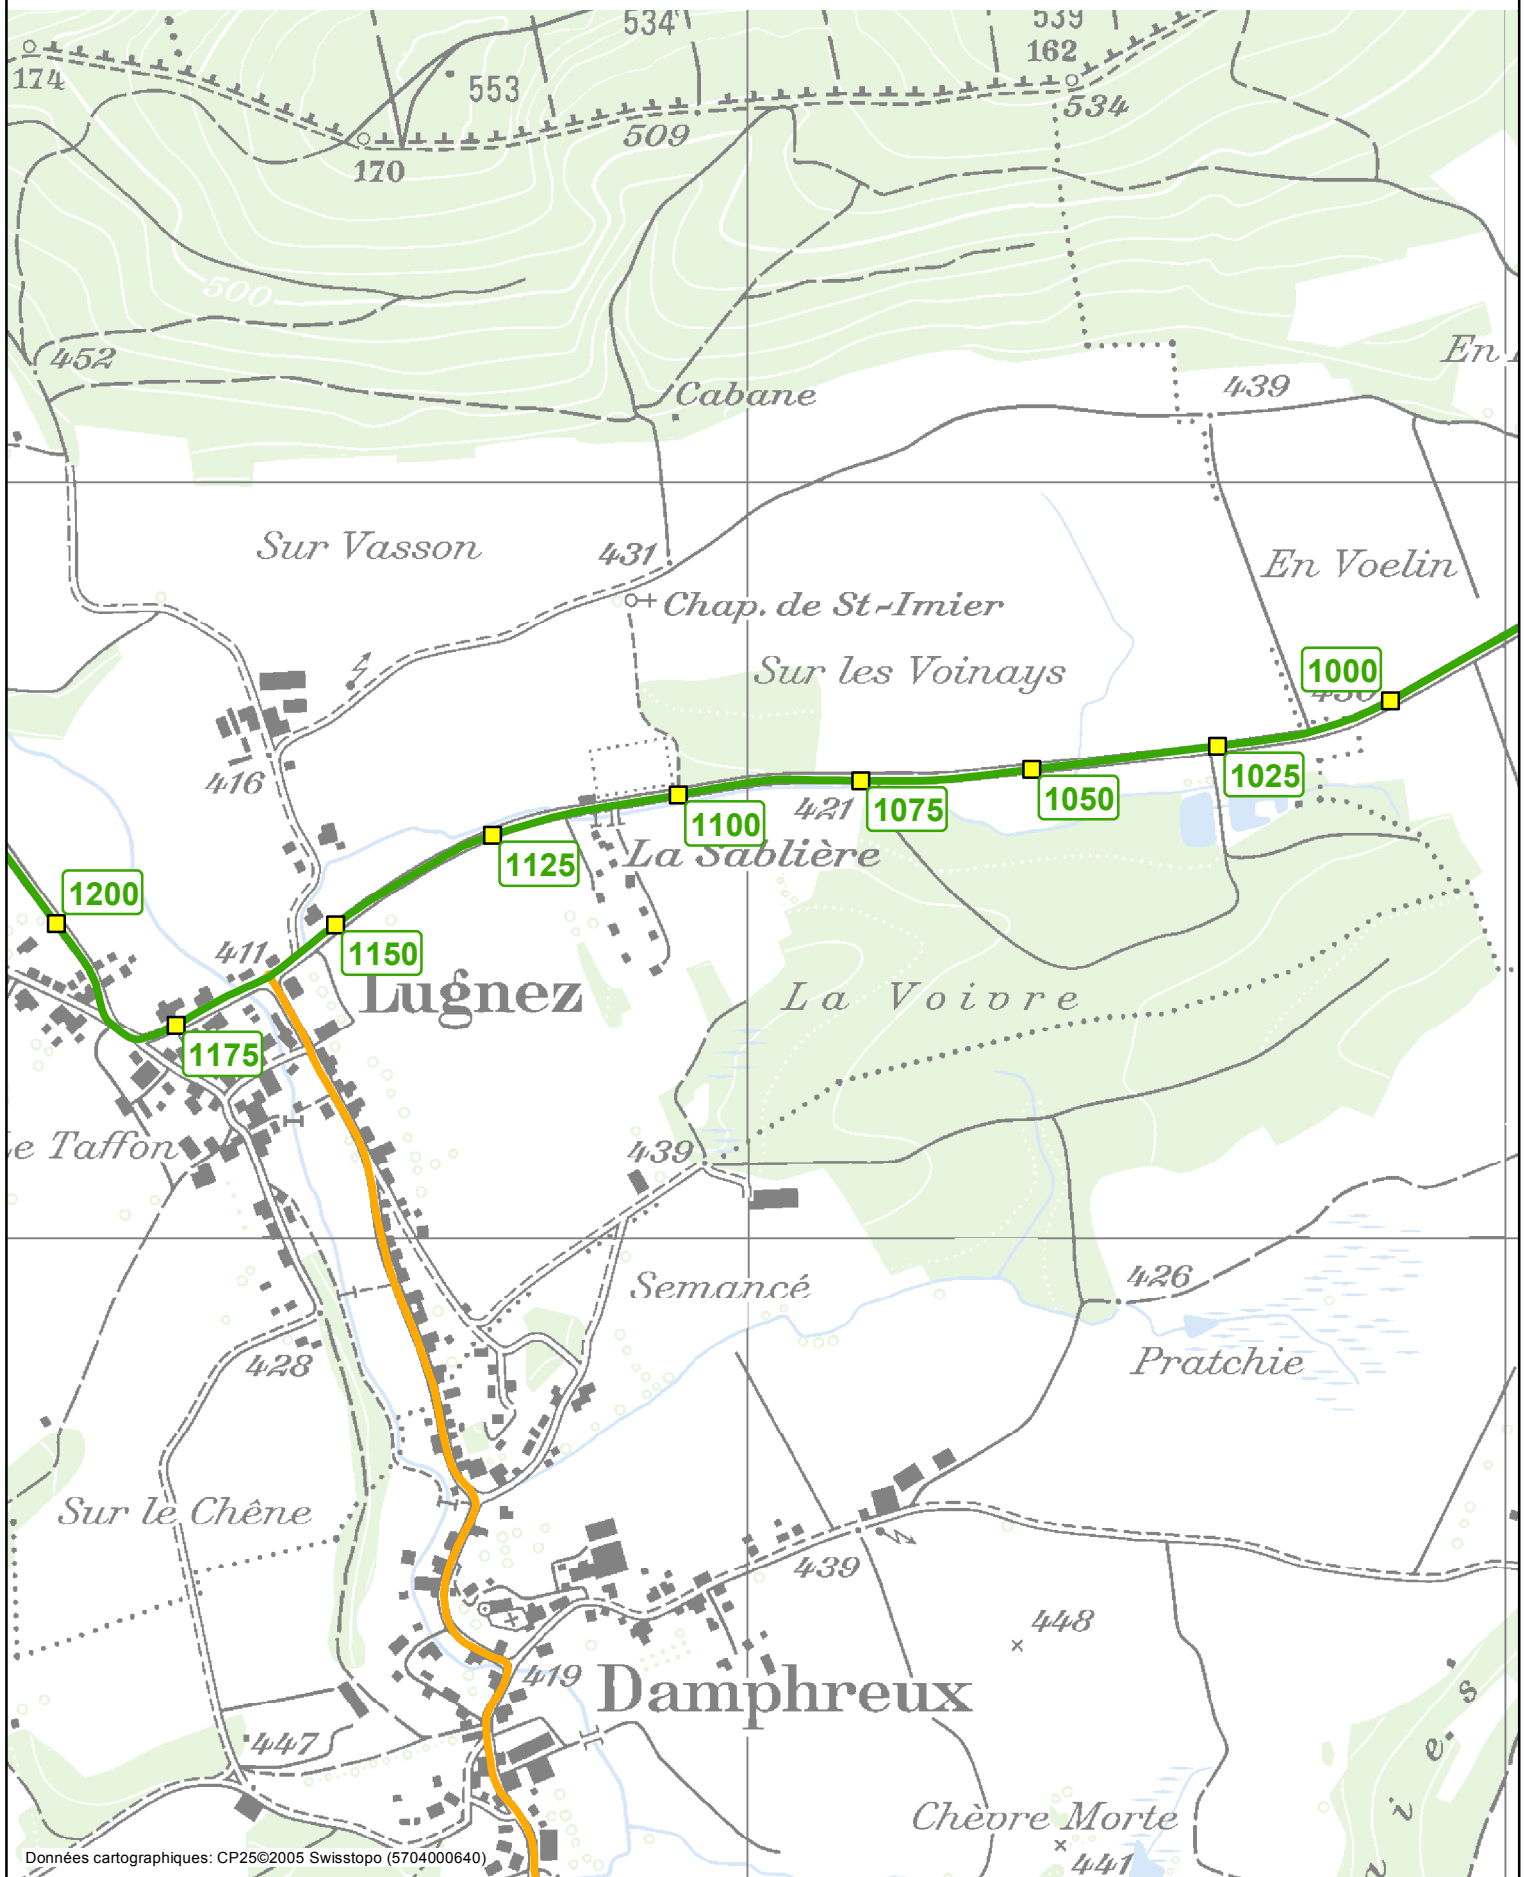 534
539
162
174
553
534
509
170
500
452
En
439
Cabane
Sur Vasson
431
En Voelin
Chap. de St-Imier
Sur les Voinays
1000
416
1025
1050
421
1075
1100
La Sablière
1125
1200
411
1150
Lugnez
La Voivre
1175
e Taffon
439
426
Semancé
428
Pratchie
Sur le Chêne
439
448
419
Damphreux
447
Chèvre Morte
441
Données cartographiques: CP25©2005 Swisstopo (5704000640)